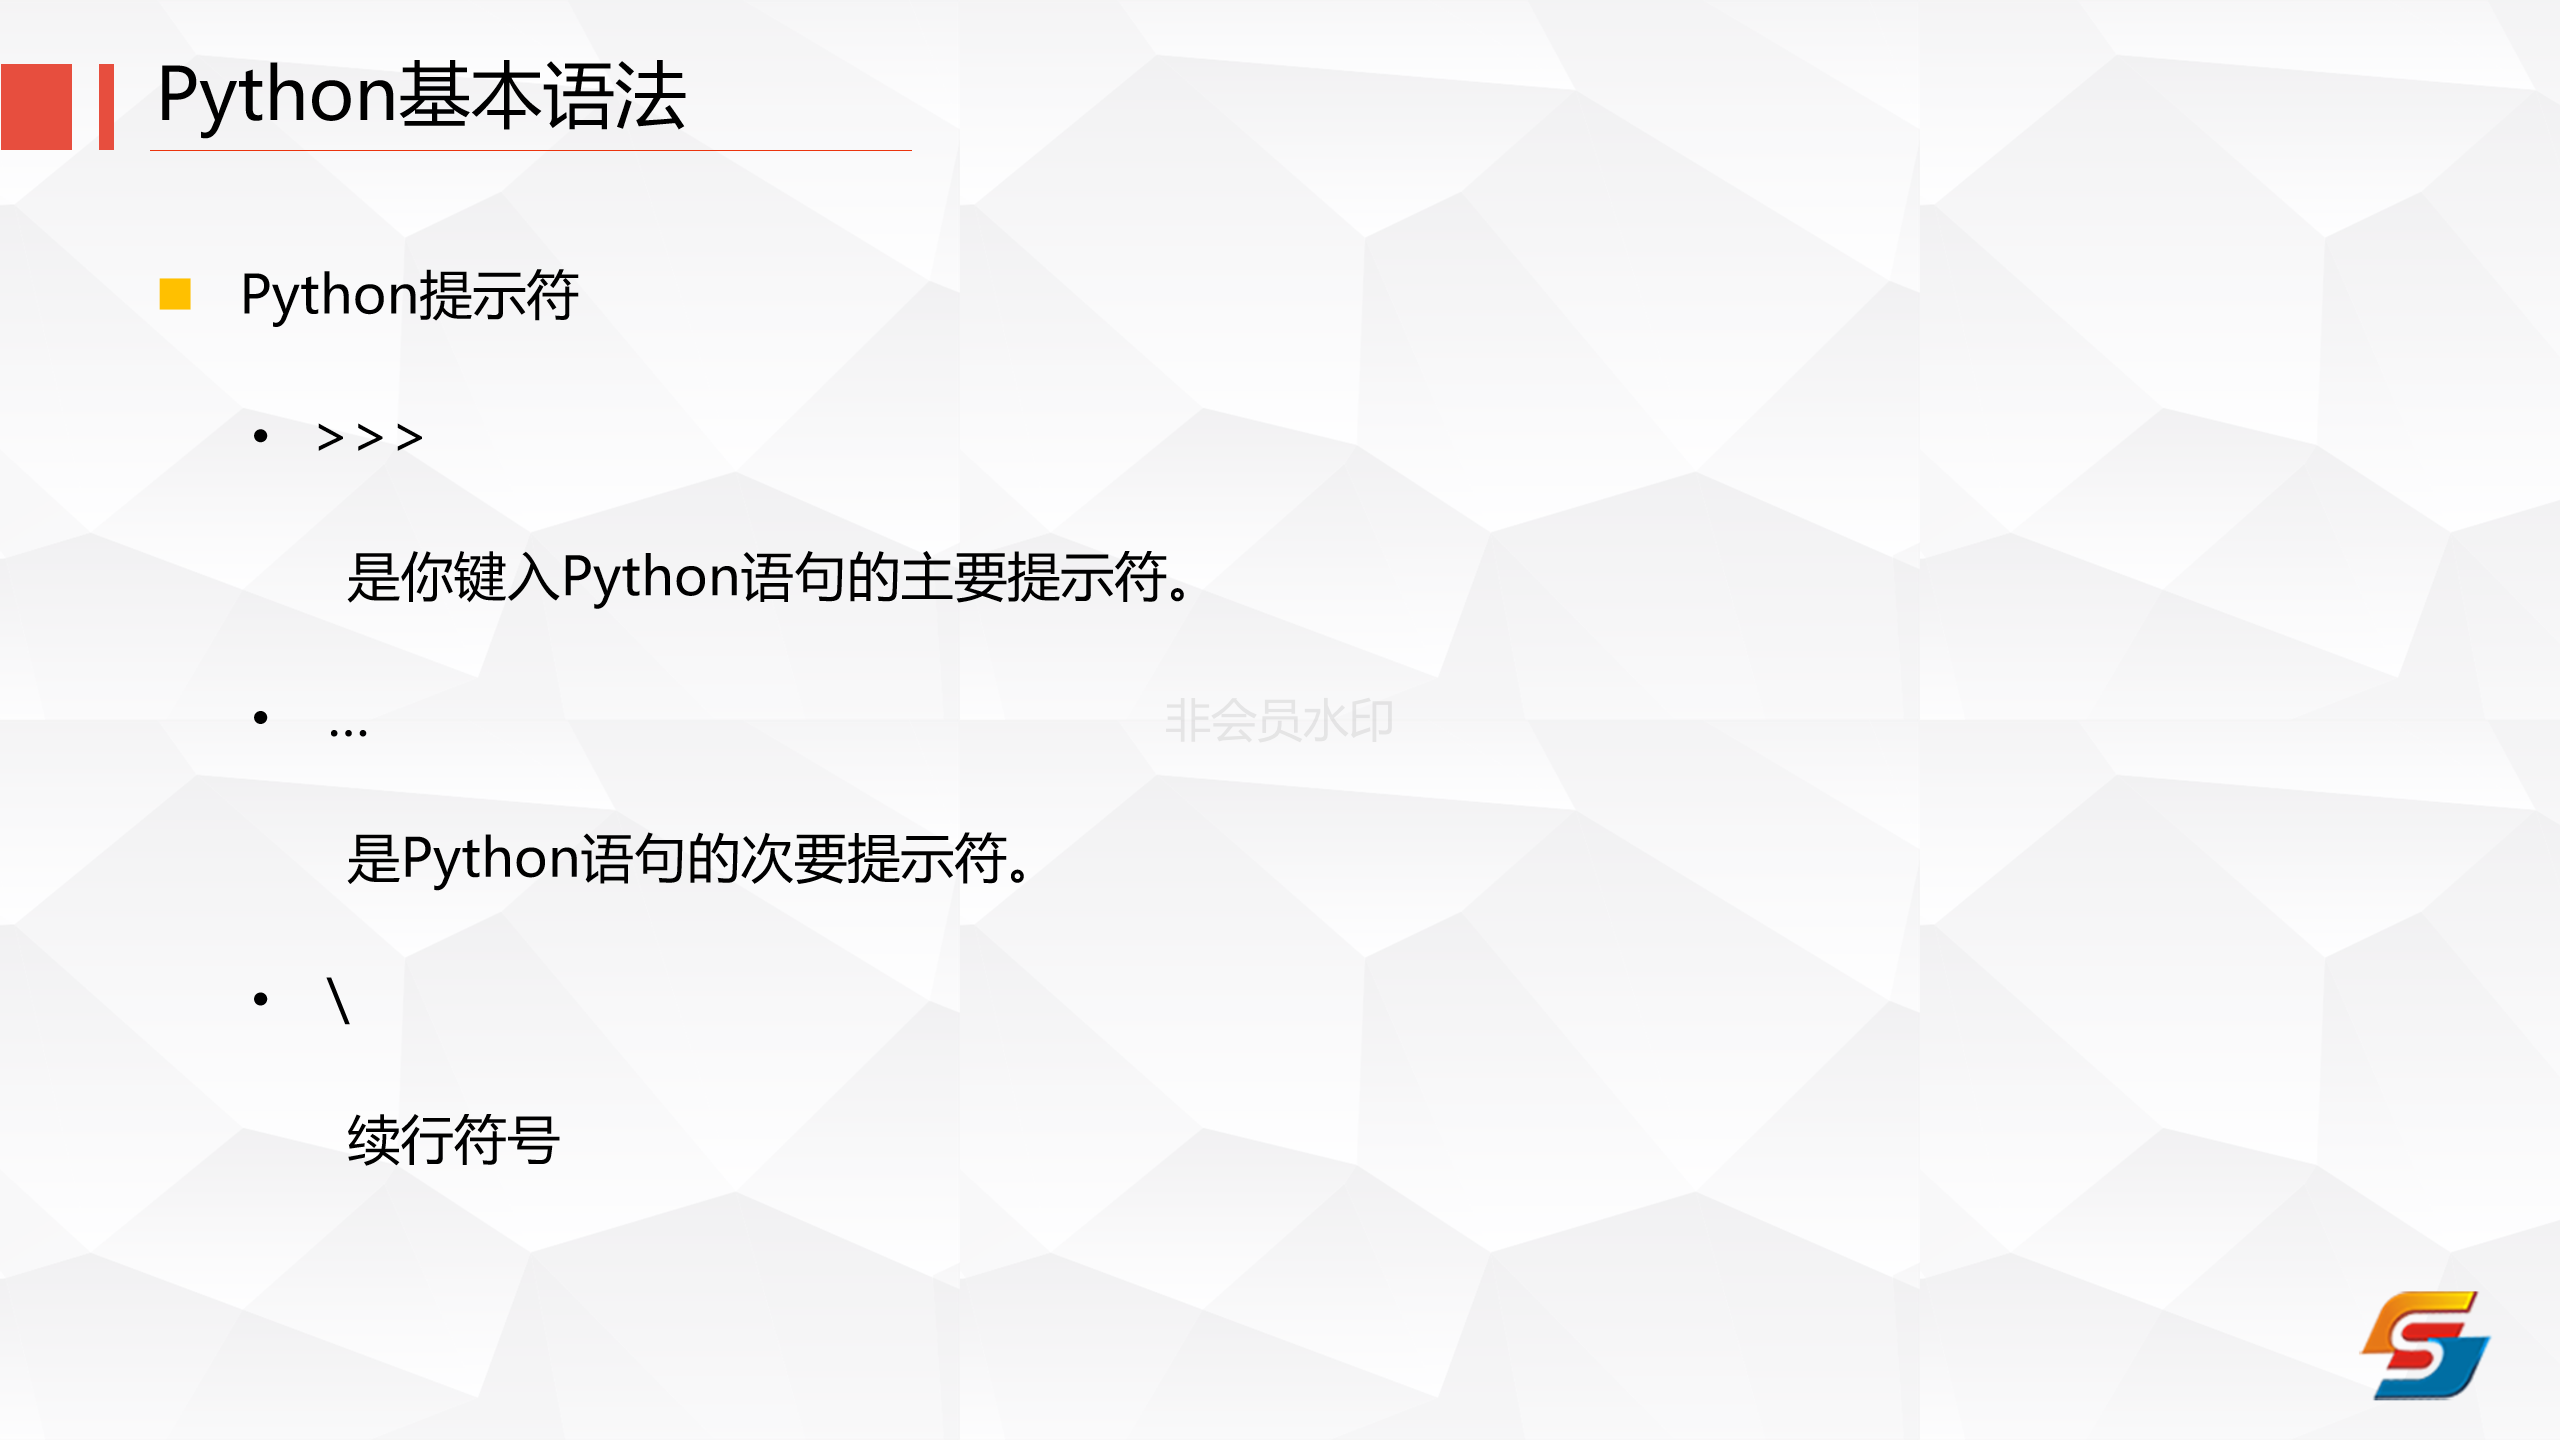 Python基本语法
Python提示符
>>>
是你键入Python语句的主要提示符。
...
是Python语句的次要提示符。
非会员水印
\
续行符号